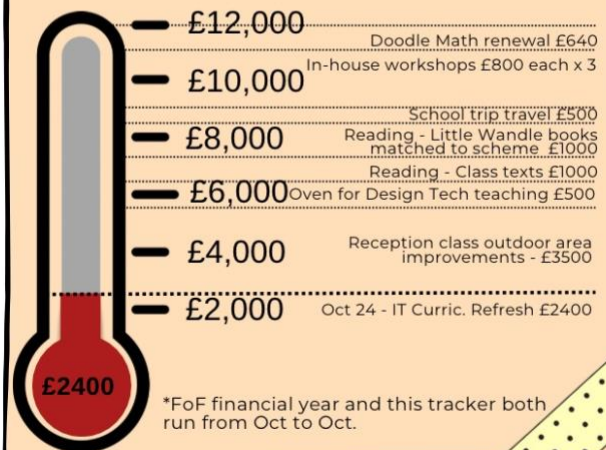 £12,000
Doodle Math renewal £640
In-house workshops £800 each x 3
£10,000
School trip travel £500
£8,000
Reading - Little Wandle books
matched to scheme £1000
Reading - Class texts £1000
£6,000
Oven for Design Tech teaching £500
£4,000
Reception class outdoor area
improvements - £3500
£2,000
Oct 24 - IT Curric. Refresh £2400
£2400
*FoF financial year and this tracker both
run from Oct to Oct.